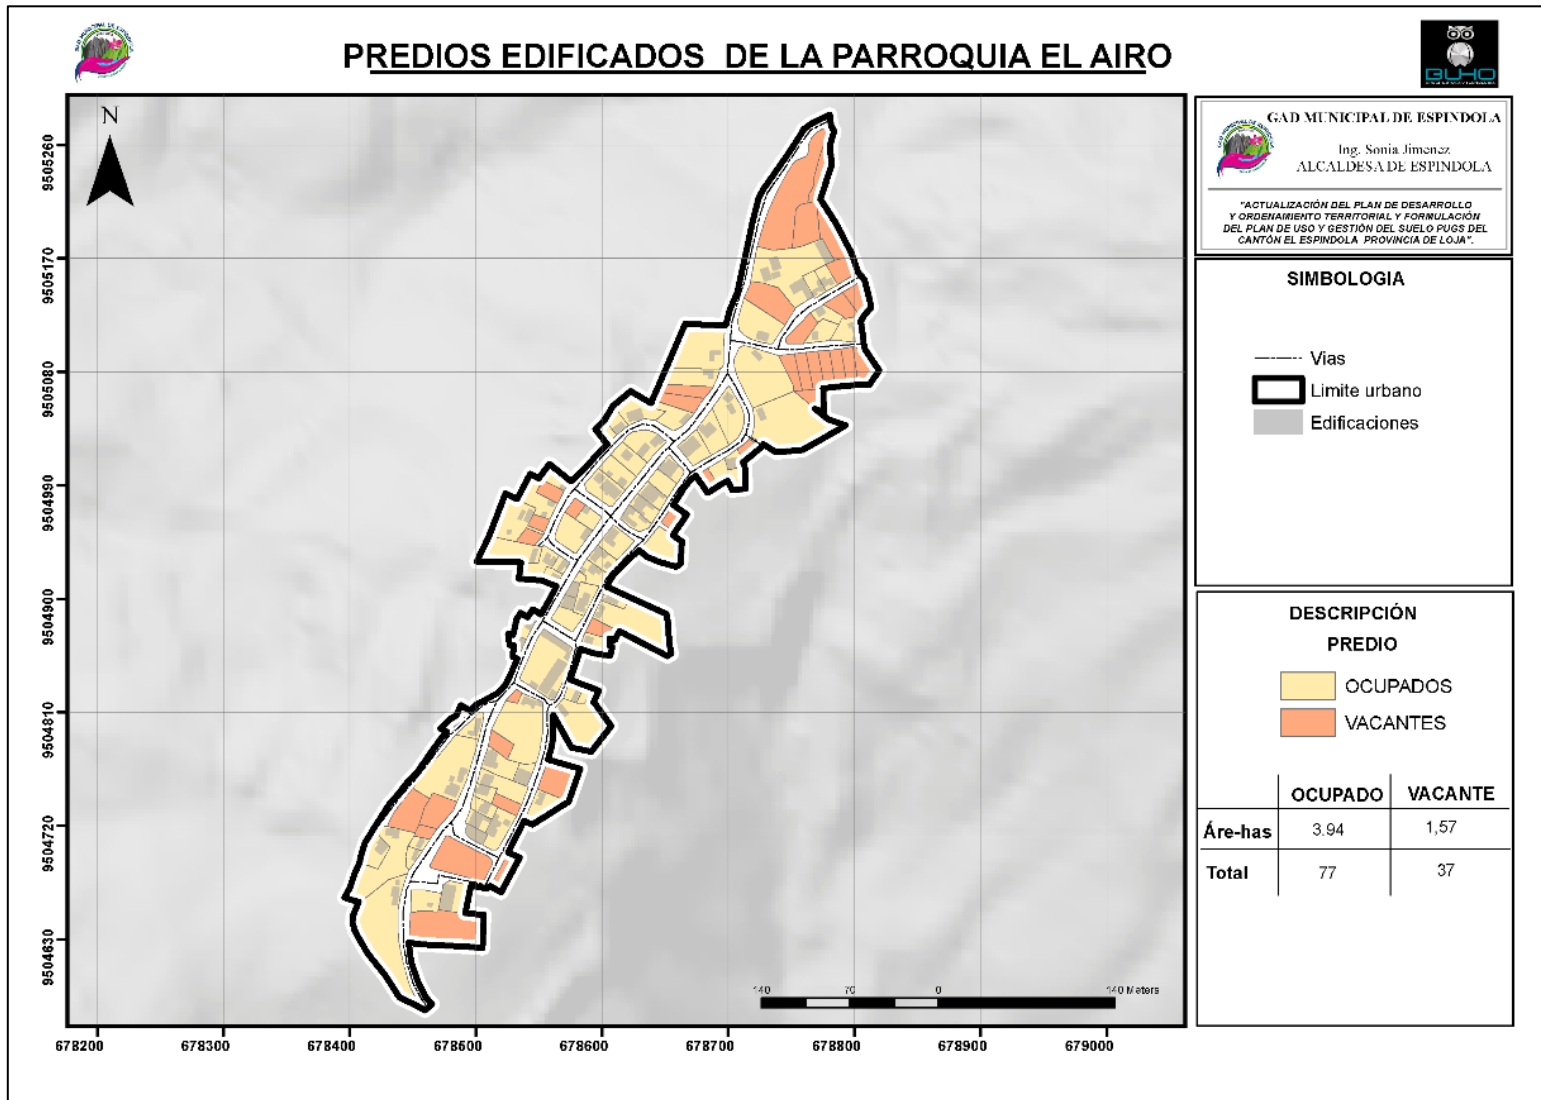 PREDIOS EDIFICADOS DE LA PARROQUIA EL AIRO
BUHO
GAD MUNICIPAL DE ESPINDOLA
Ing. Sonia Jimenez
ALCALDESA DE ESPINDOLA
"ACTUALIZACIÓN DEL PLAN DE DESARROLLO
Y ORDENAMIENTO TERRITORIAL Y FORMULACIÓN
DEL PLAN DE USO Y GESTIÓN DEL SUELO PUGS DEL
CANTÓN EL ESPINDOLA PROVINCIA DE LOJA".
SIMBOLOGIA
Vias
Limite urbano
Edificaciones
DESCRIPCIÓN
PREDIO
OCUPADOS
VACANTES
OCUPADO VACANTE
Áre-has 3.94 1,57
Total 77 37
N
9505260
9505170
9505080
9504990
9504900
9504810
9504720
9504630
140 70 0 140 Meters
678200 678300 678400 678500 678600 678700 678800 678900 679000